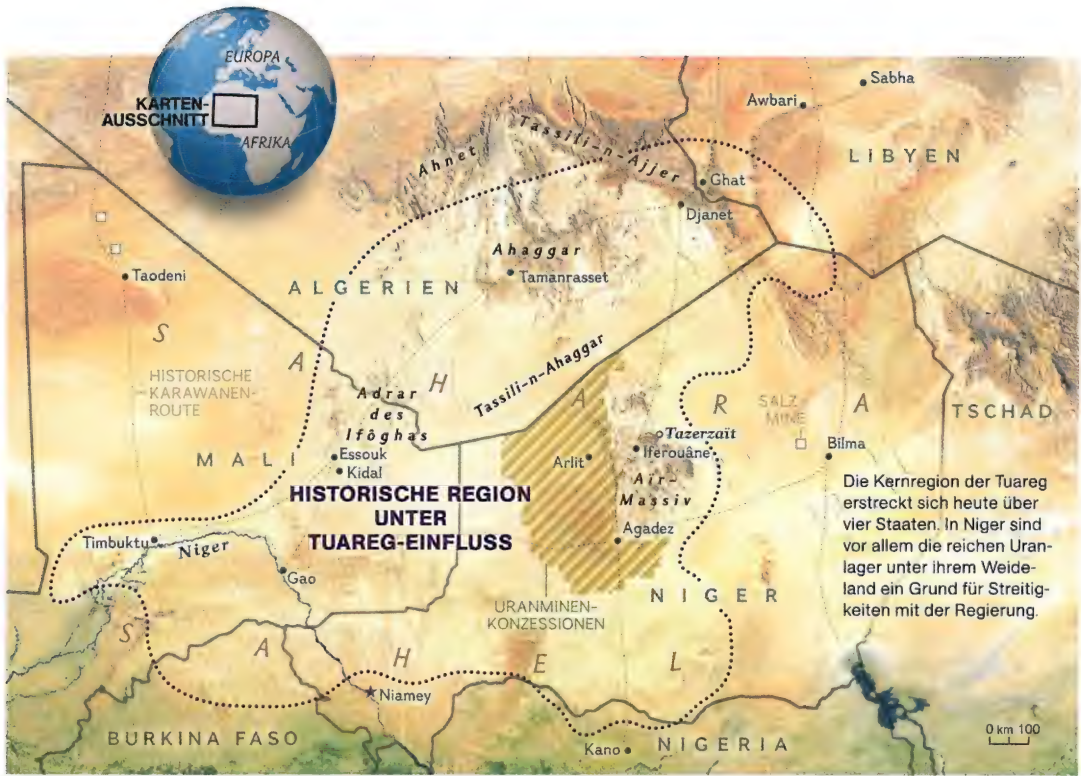 EUROPA
KARTEN-
AUSSCHNITT
AFRIKA
Sabha
Awbari
LIBYEN
Ahnet
Tassili-n-Ajjer
Ghat
Djanet
Ahaggar
Tamanrasset
Taodeni
ALGERIEN
SAHARA
Tassili-n-Ahaggar
HISTORISCHE
KARAWANEN-
ROUTE
Adrar
des
Ifôghas
SALZ-
MINE
TSCHAD
Tazerzaït
Iferouâne
Bilma
MALI
Essouk
Kidal
Arlit
Aïr-
Massiv
Agadez
HISTORISCHE REGION
UNTER
TUAREG-EINFLUSS
Die Kernregion der Tuareg
erstreckt sich heute über
vier Staaten. In Niger sind
vor allem die reichen Uran-
lager unter ihrem Weide-
land ein Grund für Streitig-
keiten mit der Regierung.
Timbuktu
Niger
Gao
URANMINEN-
KONZESSIONEN
NIGER
SAHEL
Niamey
BURKINA FASO
Kano
NIGERIA
0 km 100